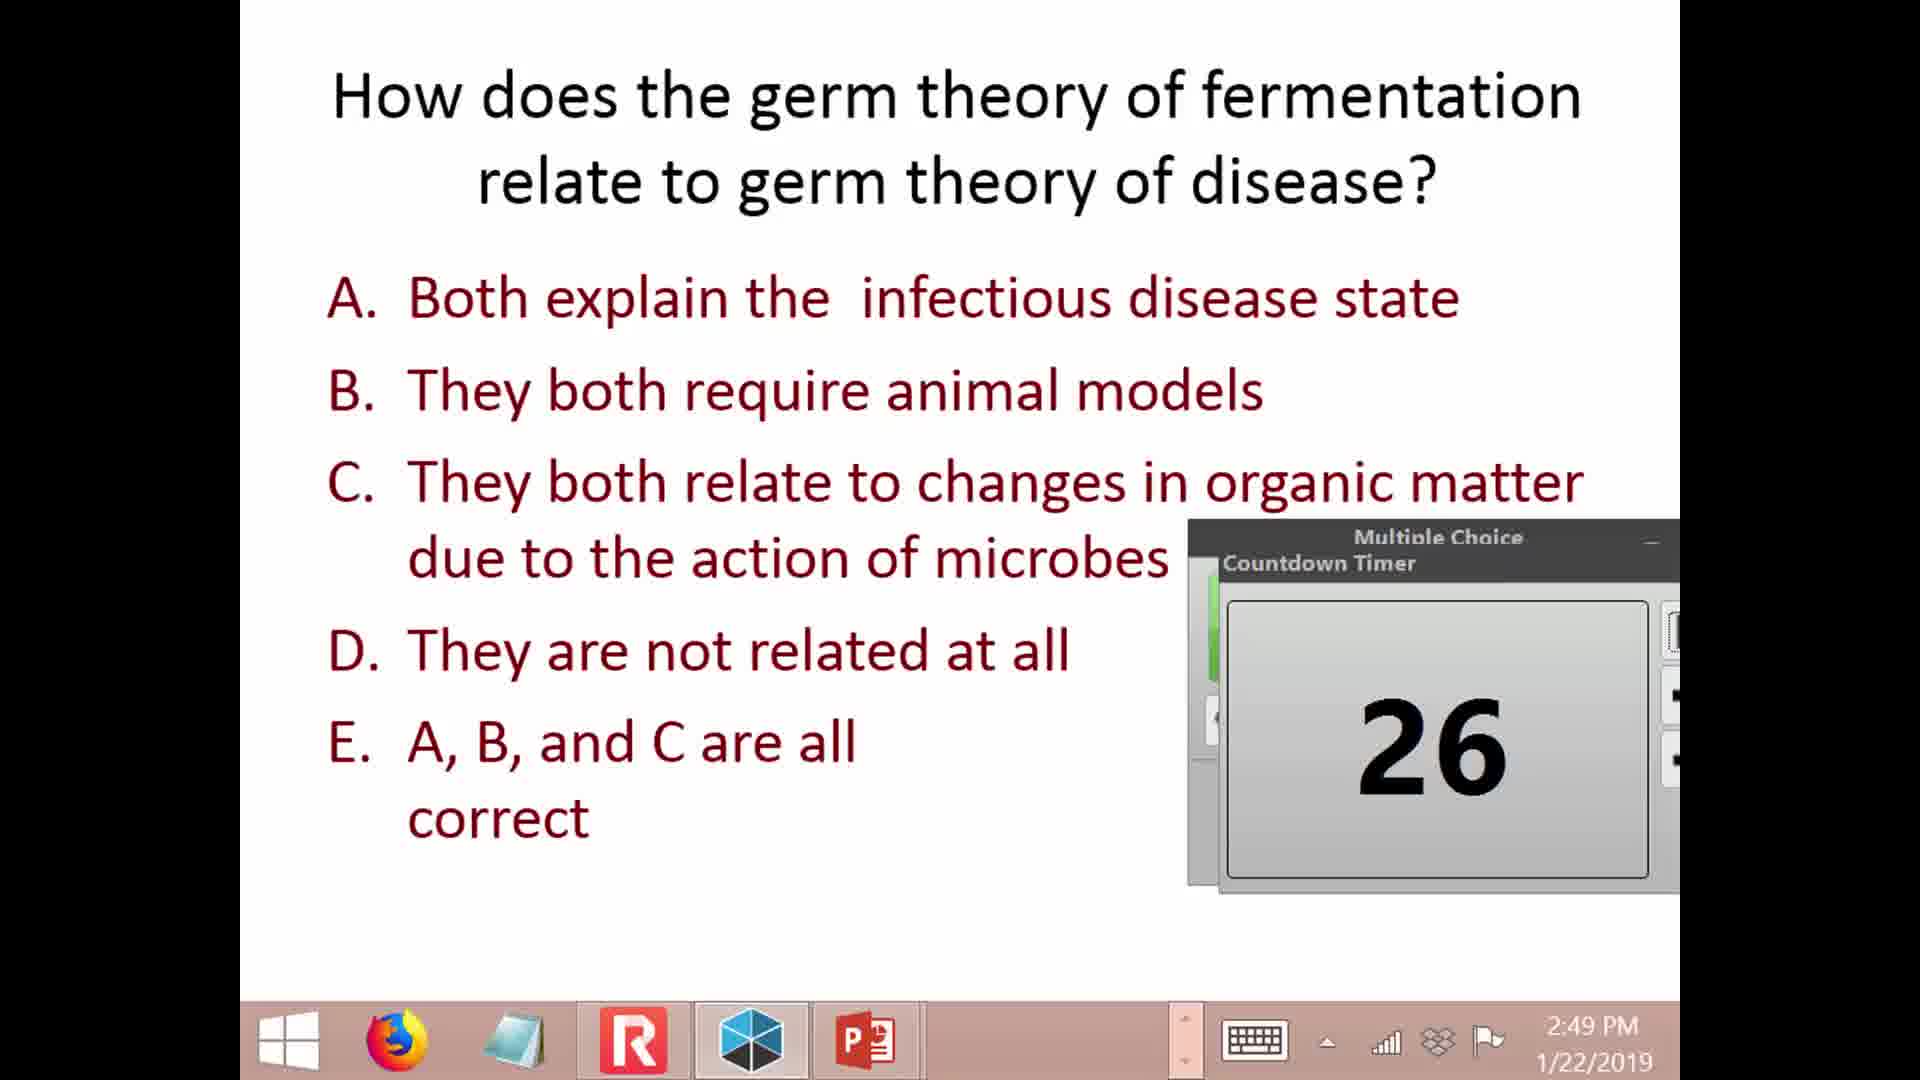 How does the germ theory of fermentation
relate to germ theory of disease?
A. Both explain the infectious disease state
B. They both require animal models
C. They both relate to changes in organic matter
due to the action of microbes
D. They are not related at all
E. A, B, and C are all
correct
Multiple Choice
Countdown Timer
26
R
P
2:49 PM
1/22/2019